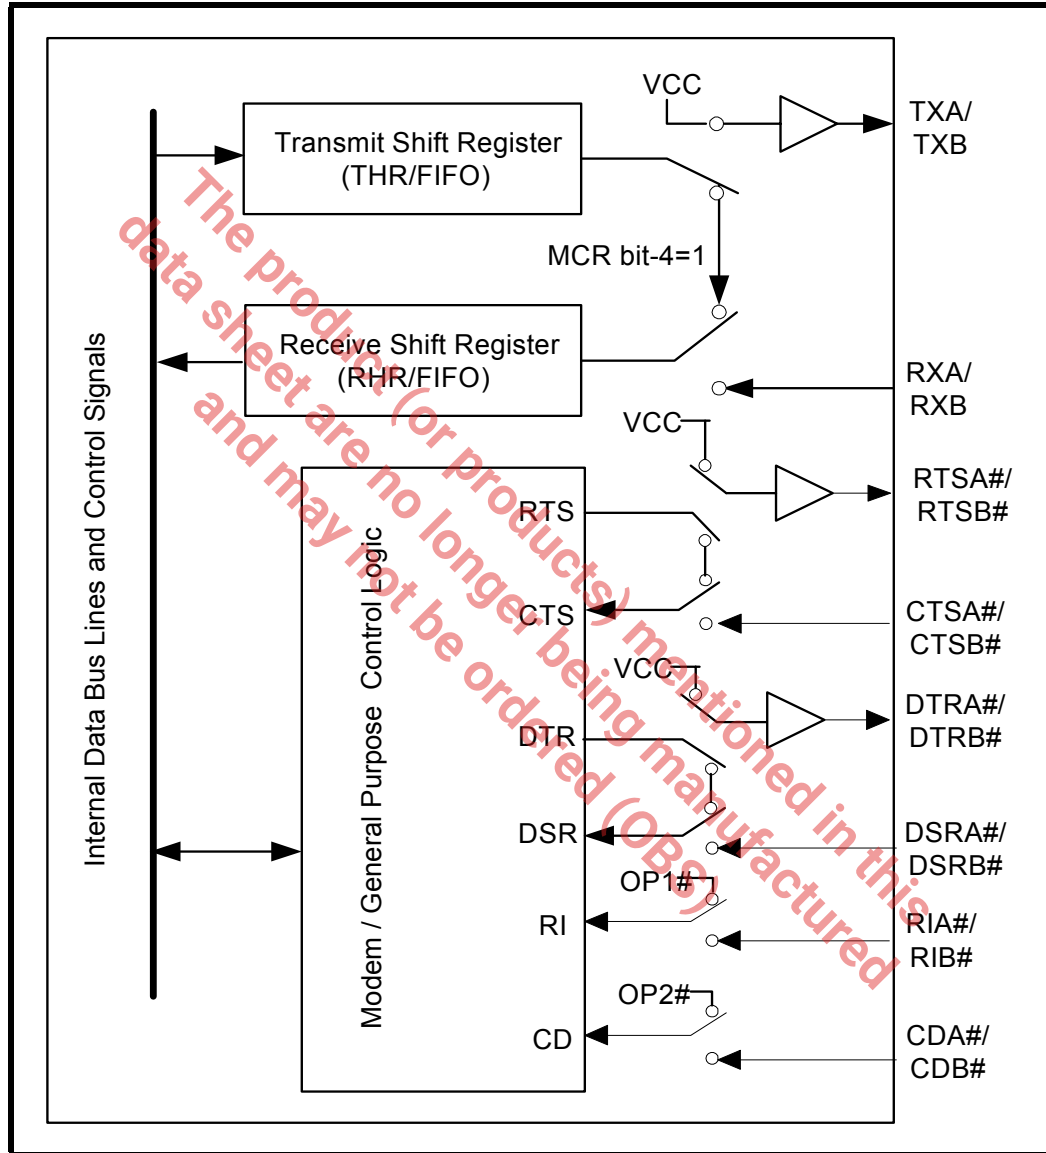 VCC
TXA/
TXB
Transmit Shift Register
(THR/FIFO)
MCR bit-4=1
Receive Shift Register
(RHR/FIFO)
RXA/
RXB
VCC
RTSA#/
RTSB#
RTS
CTS
CTSA#/
CTSB#
VCC
DTRA#/
DTRB#
DTR
DSR
DSRA#/
DSRB#
OP1#
RI
RIA#/
RIB#
OP2#
CD
CDA#/
CDB#
Internal Data Bus Lines and Control Signals
Modem / General Purpose Control Logic
The product (or products) mentioned in this
data sheet are no longer being manufactured
and may not be ordered (OBS)